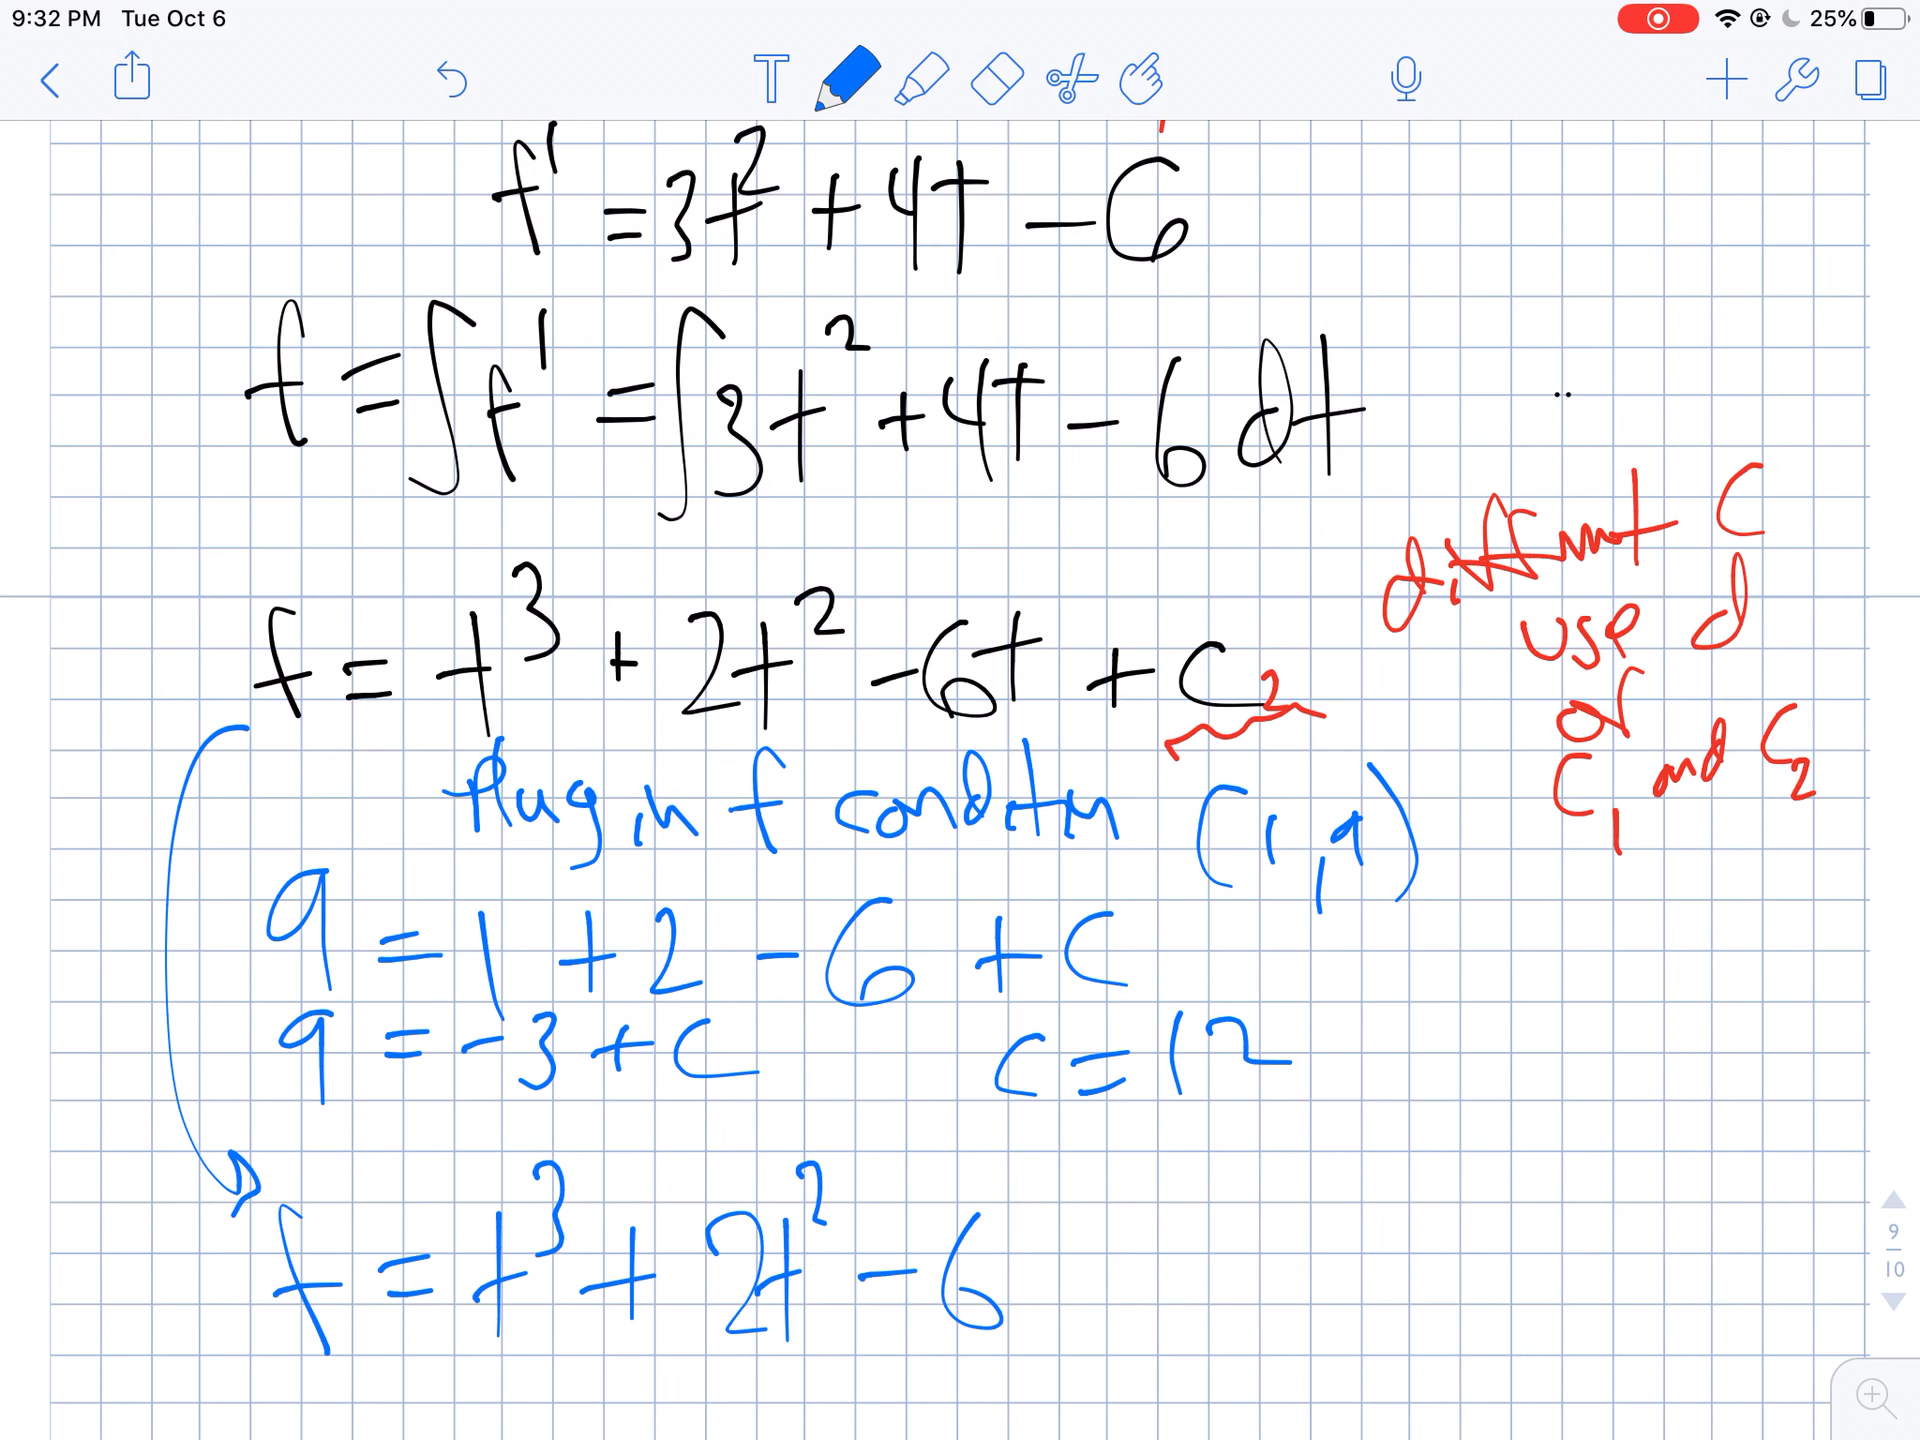 9:32 PM Tue Oct 6
25%
T
f' = 3t² + 4t - 6
f = ∫f' = ∫3t² + 4t - 6 dt
f = t³ + 2t² - 6t + C₂
different C
use d
or
C₁ and C₂
Plug in f condition (1,9)
9 = 1 + 2 - 6 + C
9 = -3 + C C = 12
f = t³ + 2t² - 6
9
10